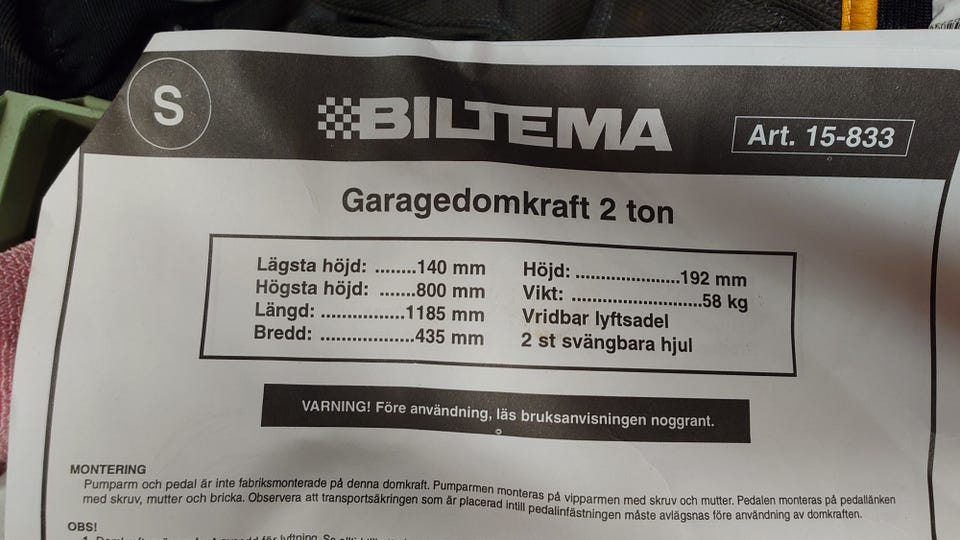 S
BILTEMA
Art. 15-833
Garagedomkraft 2 ton
Lägsta höjd: ........140 mm
Högsta höjd: .......800 mm
Längd: ................1185 mm
Bredd: ..................435 mm
Höjd: ....................192 mm
Vikt: .........................58 kg
Vridbar lyftsadel
2 st svängbara hjul
VARNING! Före användning, läs bruksanvisningen noggrant.
MONTERING
Pumparm och pedal är inte fabriksmonterade på denna domkraft. Pumparmen monteras på vipparmen med skruv och mutter. Pedalen monteras på pedallänken
med skruv, mutter och bricka. Observera att transportsäkringen som är placerad intill pedalinfästningen måste avlägsnas före användning av domkraften.
OBS!